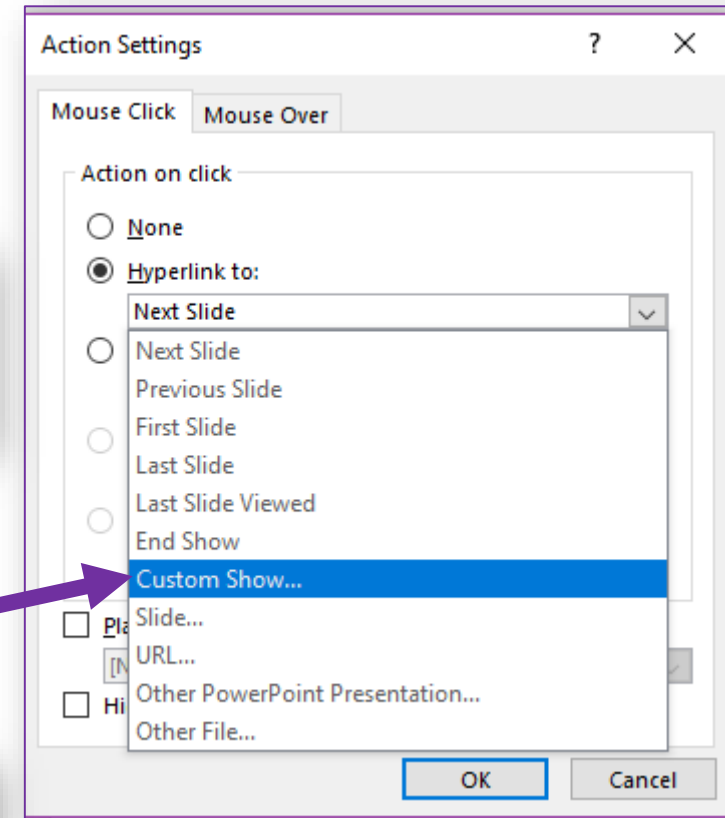 Action Settings ? ×
Mouse Click Mouse Over
Action on click
None
Hyperlink to:
Next Slide
Next Slide
Previous Slide
First Slide
Last Slide
Last Slide Viewed
End Show
Custom Show...
Slide...
URL...
Other PowerPoint Presentation...
Other File...
OK Cancel